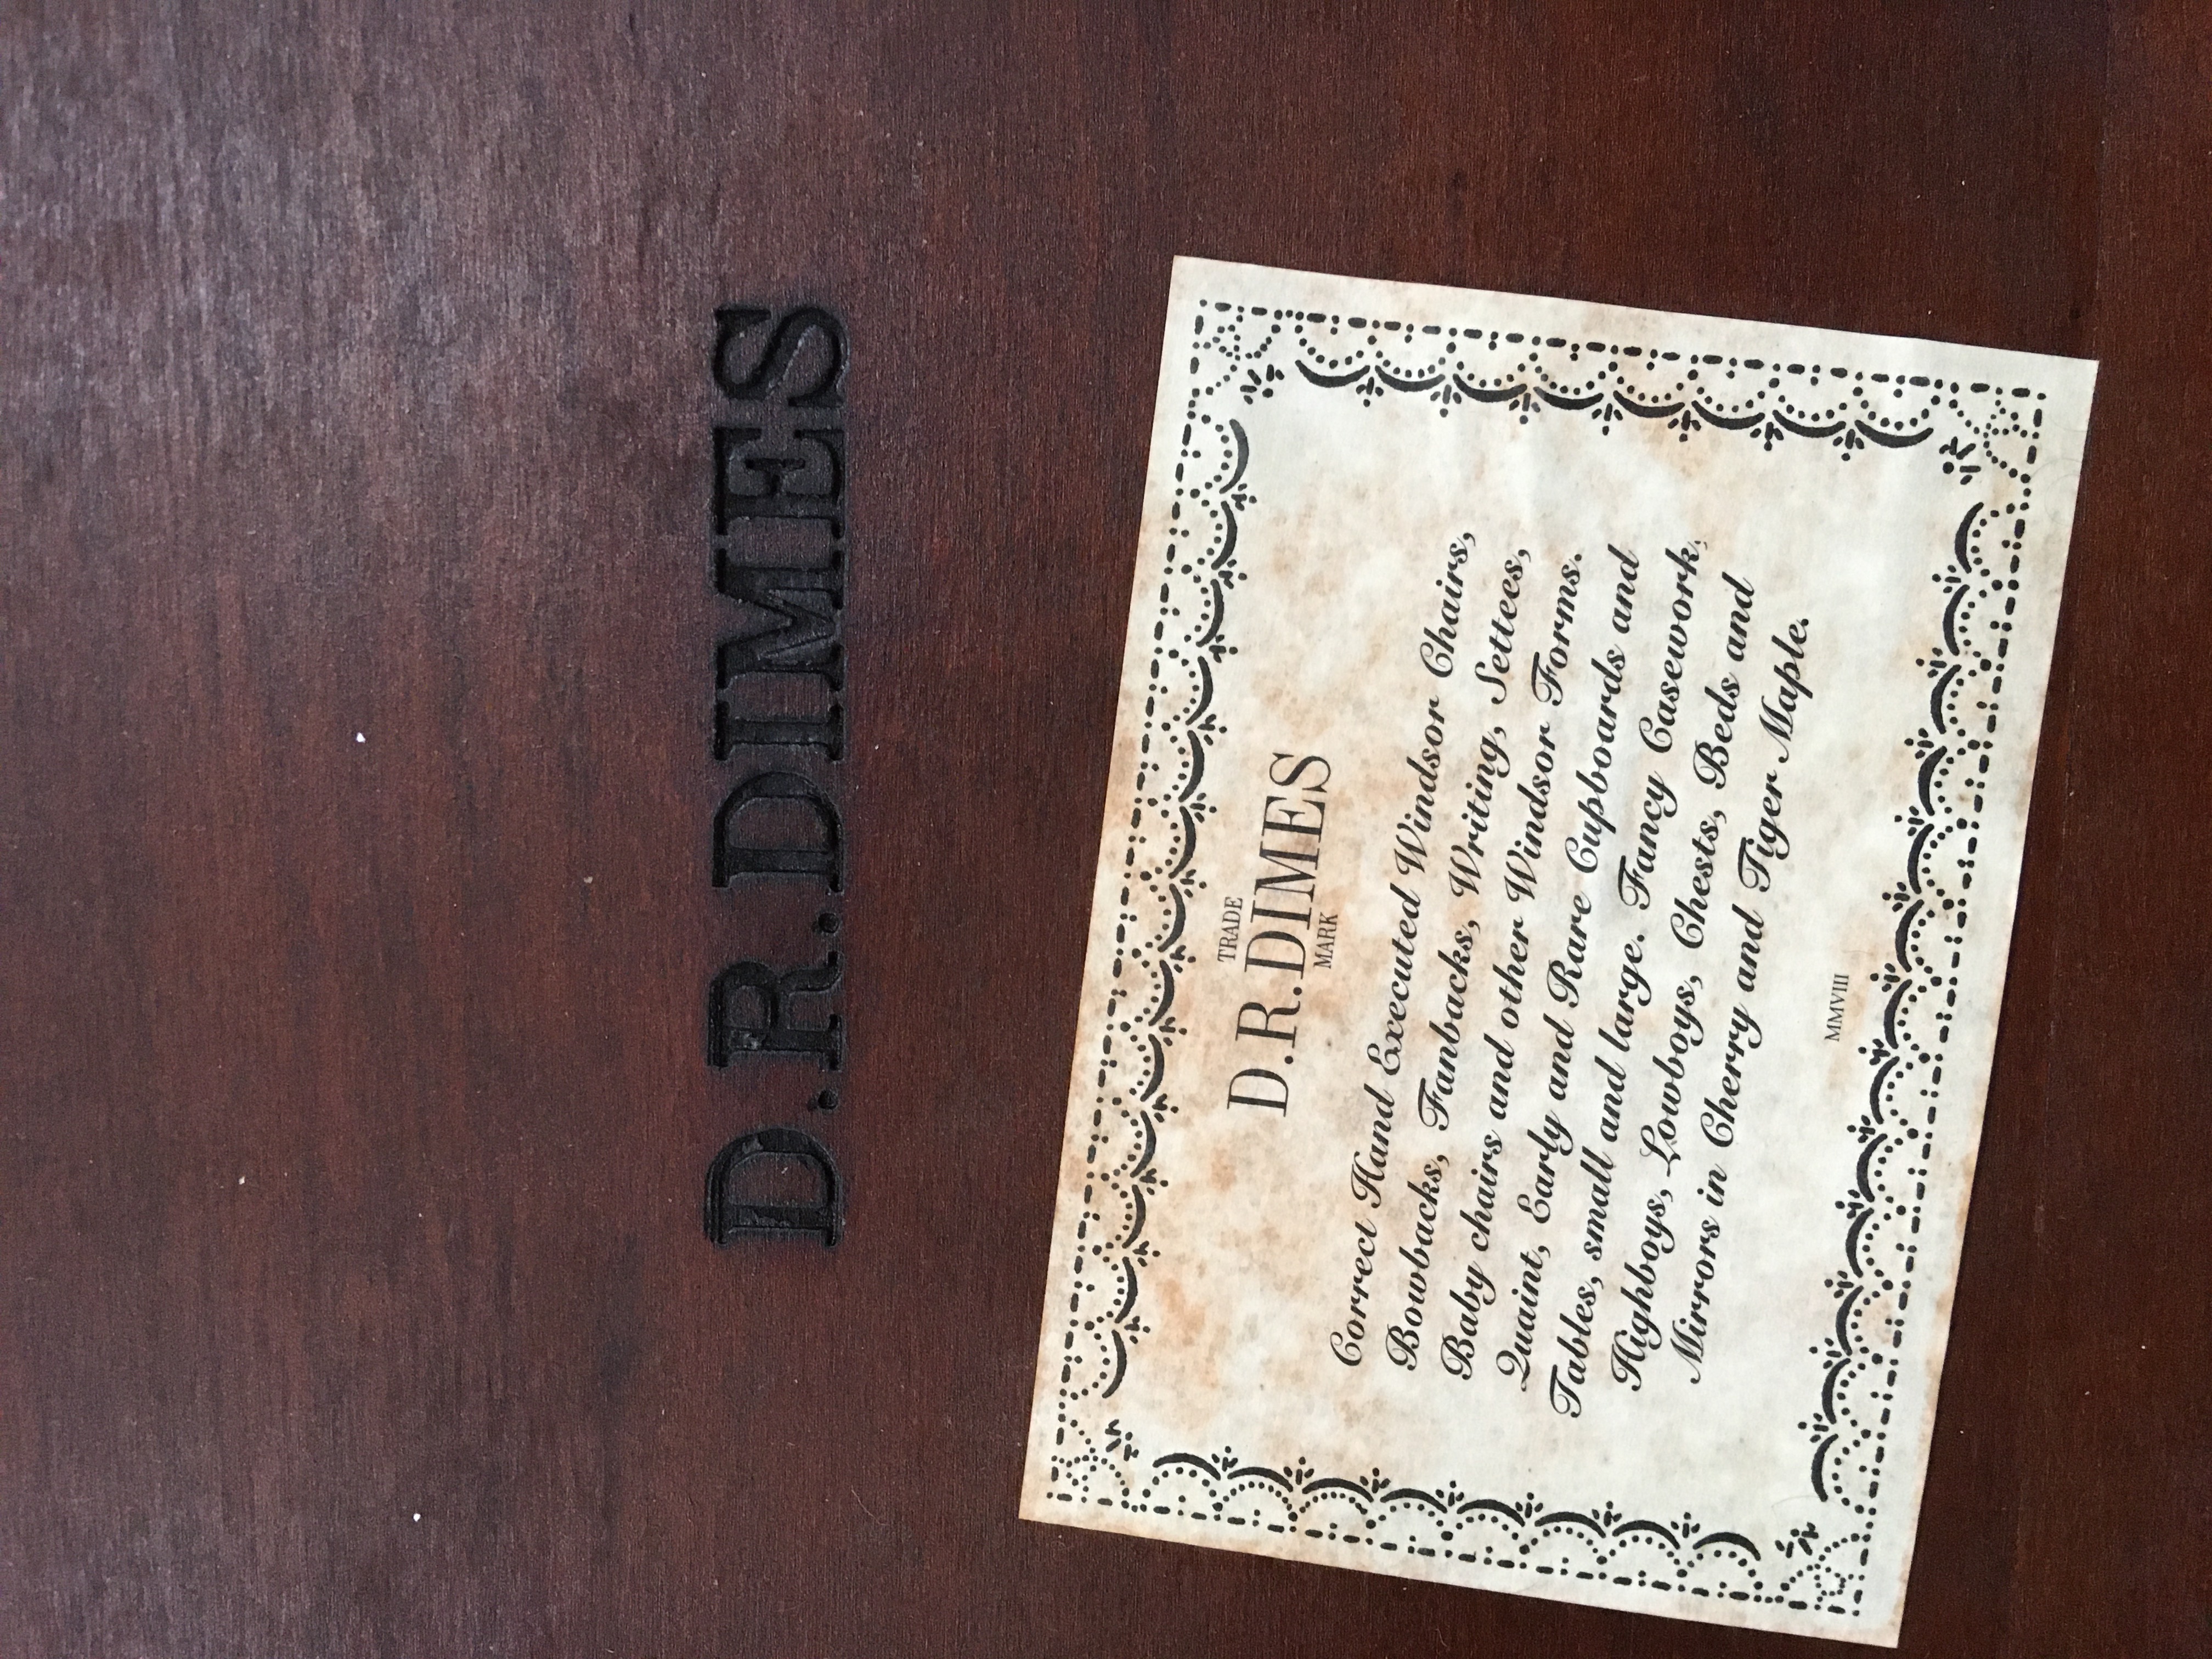 D.R.DIMES
TRADE
D.R.DIMES
MARK
Correct Hand Executed Windsor Chairs,
Bowbacks, Fanbacks, Writing, Settees,
Baby chairs and other Windsor Forms.
Quaint, Early and Rare Cupboards and
Tables, small and large. Fancy Casework,
Highboys, Lowboys, Chests, Beds and
Mirrors in Cherry and Tiger Maple.
MMVIII